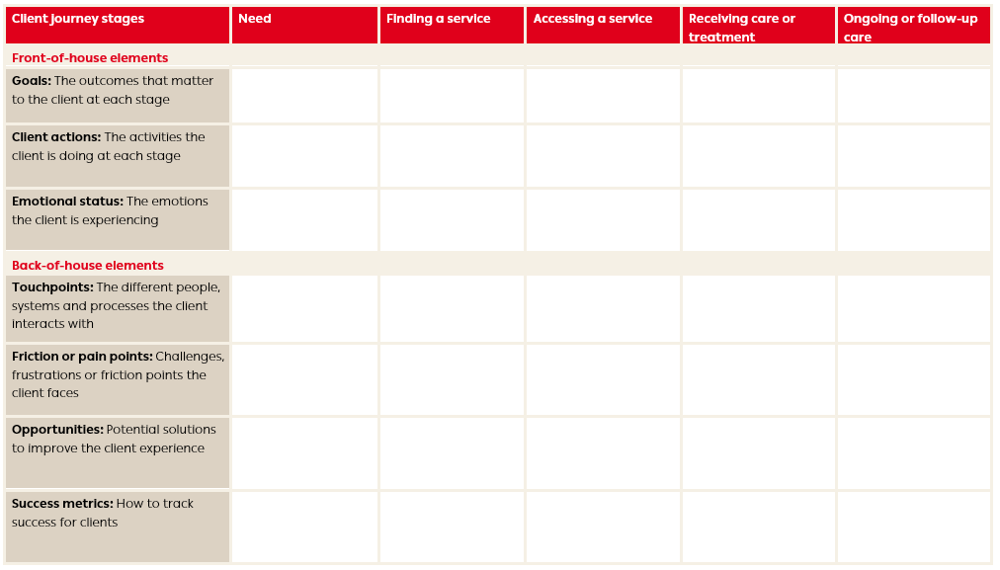 Client journey stages
Need
Finding a service
Accessing a service
Receiving care or
treatment
Ongoing or follow-up
care
Front-of-house elements
Goals: The outcomes that matter
to the client at each stage
Client actions: The activities the
client is doing at each stage
Emotional status: The emotions
the client is experiencing
Back-of-house elements
Touchpoints: The different people,
systems and processes the client
interacts with
Friction or pain points: Challenges,
frustrations or friction points the
client faces
Opportunities: Potential solutions
to improve the client experience
Success metrics: How to track
success for clients